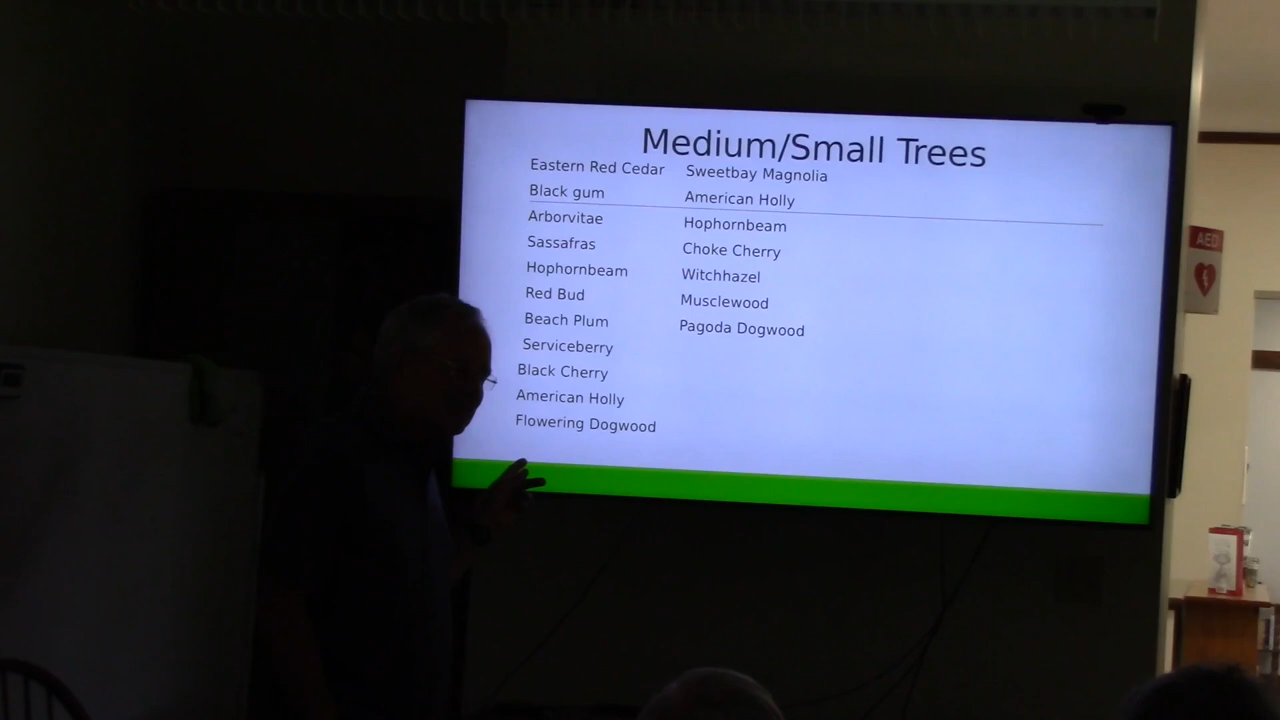 Medium/Small Trees
Eastern Red Cedar
Black gum
Arborvitae
Sassafras
Hophornbeam
Red Bud
Beach Plum
Serviceberry
Black Cherry
American Holly
Flowering Dogwood
Sweetbay Magnolia
American Holly
Hophornbeam
Choke Cherry
Witchhazel
Musclewood
Pagoda Dogwood
AED